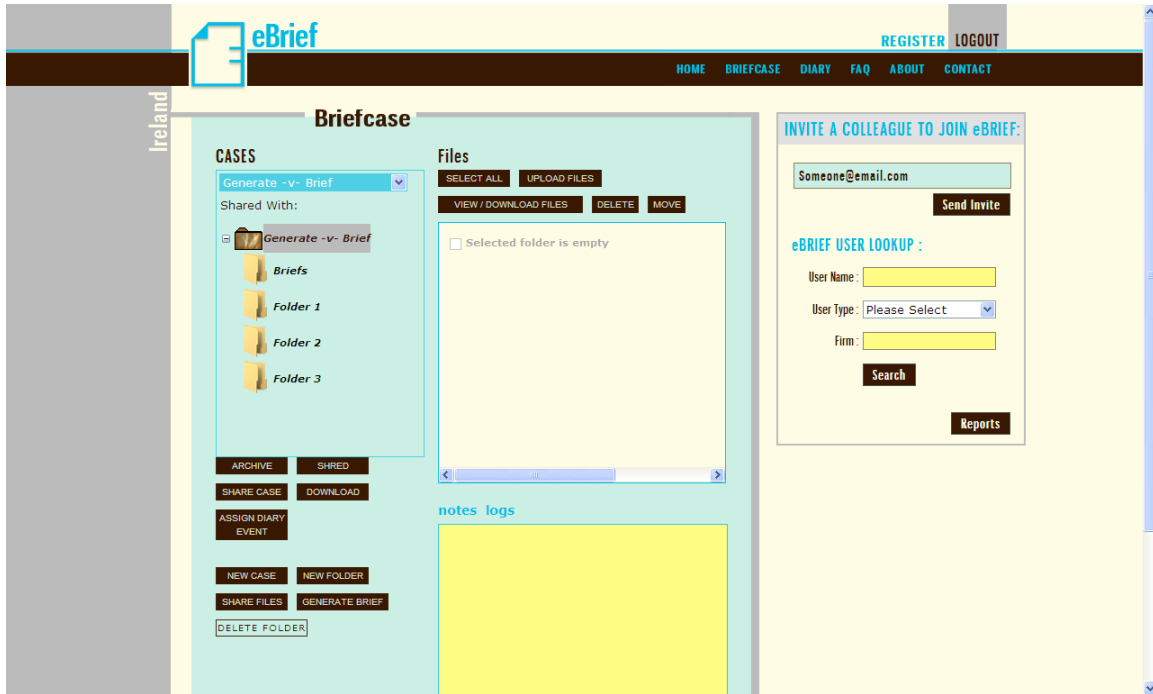 eBrief
REGISTER LOGOUT
HOME BRIEFCASE DIARY FAQ ABOUT CONTACT
Ireland
Briefcase
CASES
Generate -v- Brief
Shared With:
Generate -v- Brief
Briefs
Folder 1
Folder 2
Folder 3
ARCHIVE SHRED
SHARE CASE DOWNLOAD
ASSIGN DIARY
EVENT
NEW CASE NEW FOLDER
SHARE FILES GENERATE BRIEF
DELETE FOLDER
Files
SELECT ALL UPLOAD FILES
VIEW / DOWNLOAD FILES DELETE MOVE
Selected folder is empty
notes logs
INVITE A COLLEAGUE TO JOIN eBRIEF:
Someone@email.com
Send Invite
eBRIEF USER LOOKUP :
User Name :
User Type : Please Select
Firm :
Search
Reports